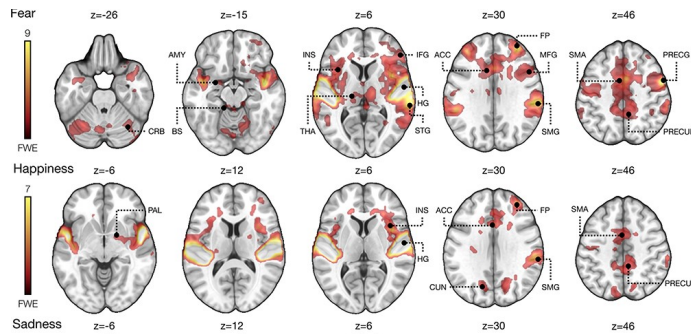 Fear z=-26 z=-15 z=6 z=30 z=46
9
FWE
CRB
AMY
BS
INS
THA
IFG
HG
STG
ACC
FP
MFG
SMG
SMA
PRECG
PRECU
Happiness z=-6 z=12 z=6 z=30 z=46
7
FWE
PAL
INS
HG
ACC
FP
CUN
SMG
SMA
PRECU
Sadness z=-6 z=12 z=6 z=30 z=46